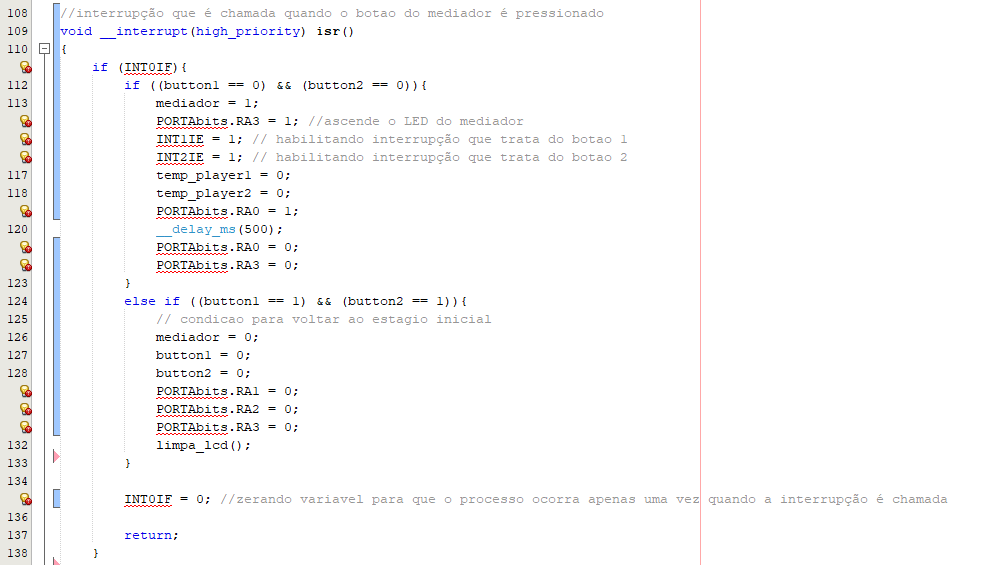 108 //interrupção que é chamada quando o botao do mediador é pressionado
109 void __interrupt(high_priority) isr()
110 {
if (INT0IF){
112 if ((button1 == 0) && (button2 == 0)){
113 mediador = 1;
PORTAbits.RA3 = 1; //ascende o LED do mediador
INT1IE = 1; // habilitando interrupção que trata do botao 1
INT2IE = 1; // habilitando interrupção que trata do botao 2
117 temp_player1 = 0;
118 temp_player2 = 0;
PORTAbits.RA0 = 1;
120 __delay_ms(500);
PORTAbits.RA0 = 0;
PORTAbits.RA3 = 0;
123 }
124 else if ((button1 == 1) && (button2 == 1)){
125 // condicao para voltar ao estagio inicial
126 mediador = 0;
127 button1 = 0;
128 button2 = 0;
PORTAbits.RA1 = 0;
PORTAbits.RA2 = 0;
PORTAbits.RA3 = 0;
132 limpa_lcd();
133 }
134
INT0IF = 0; //zerando variavel para que o processo ocorra apenas uma vez quando a interrupção é chamada
136
137 return;
138 }